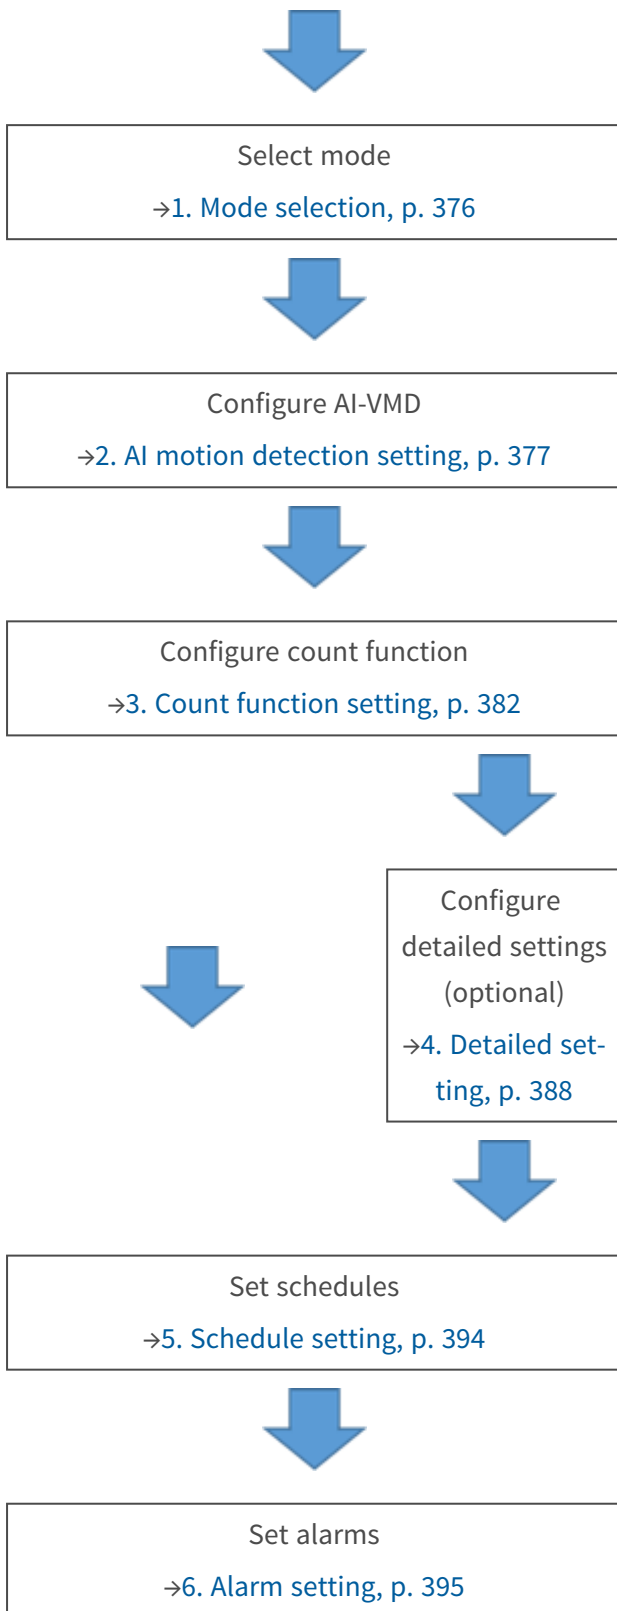 Select mode
→1. Mode selection, p. 376
Configure AI-VMD
→2. AI motion detection setting, p. 377
Configure count function
→3. Count function setting, p. 382
Configure
detailed settings
(optional)
→4. Detailed set-
ting, p. 388
Set schedules
→5. Schedule setting, p. 394
Set alarms
→6. Alarm setting, p. 395